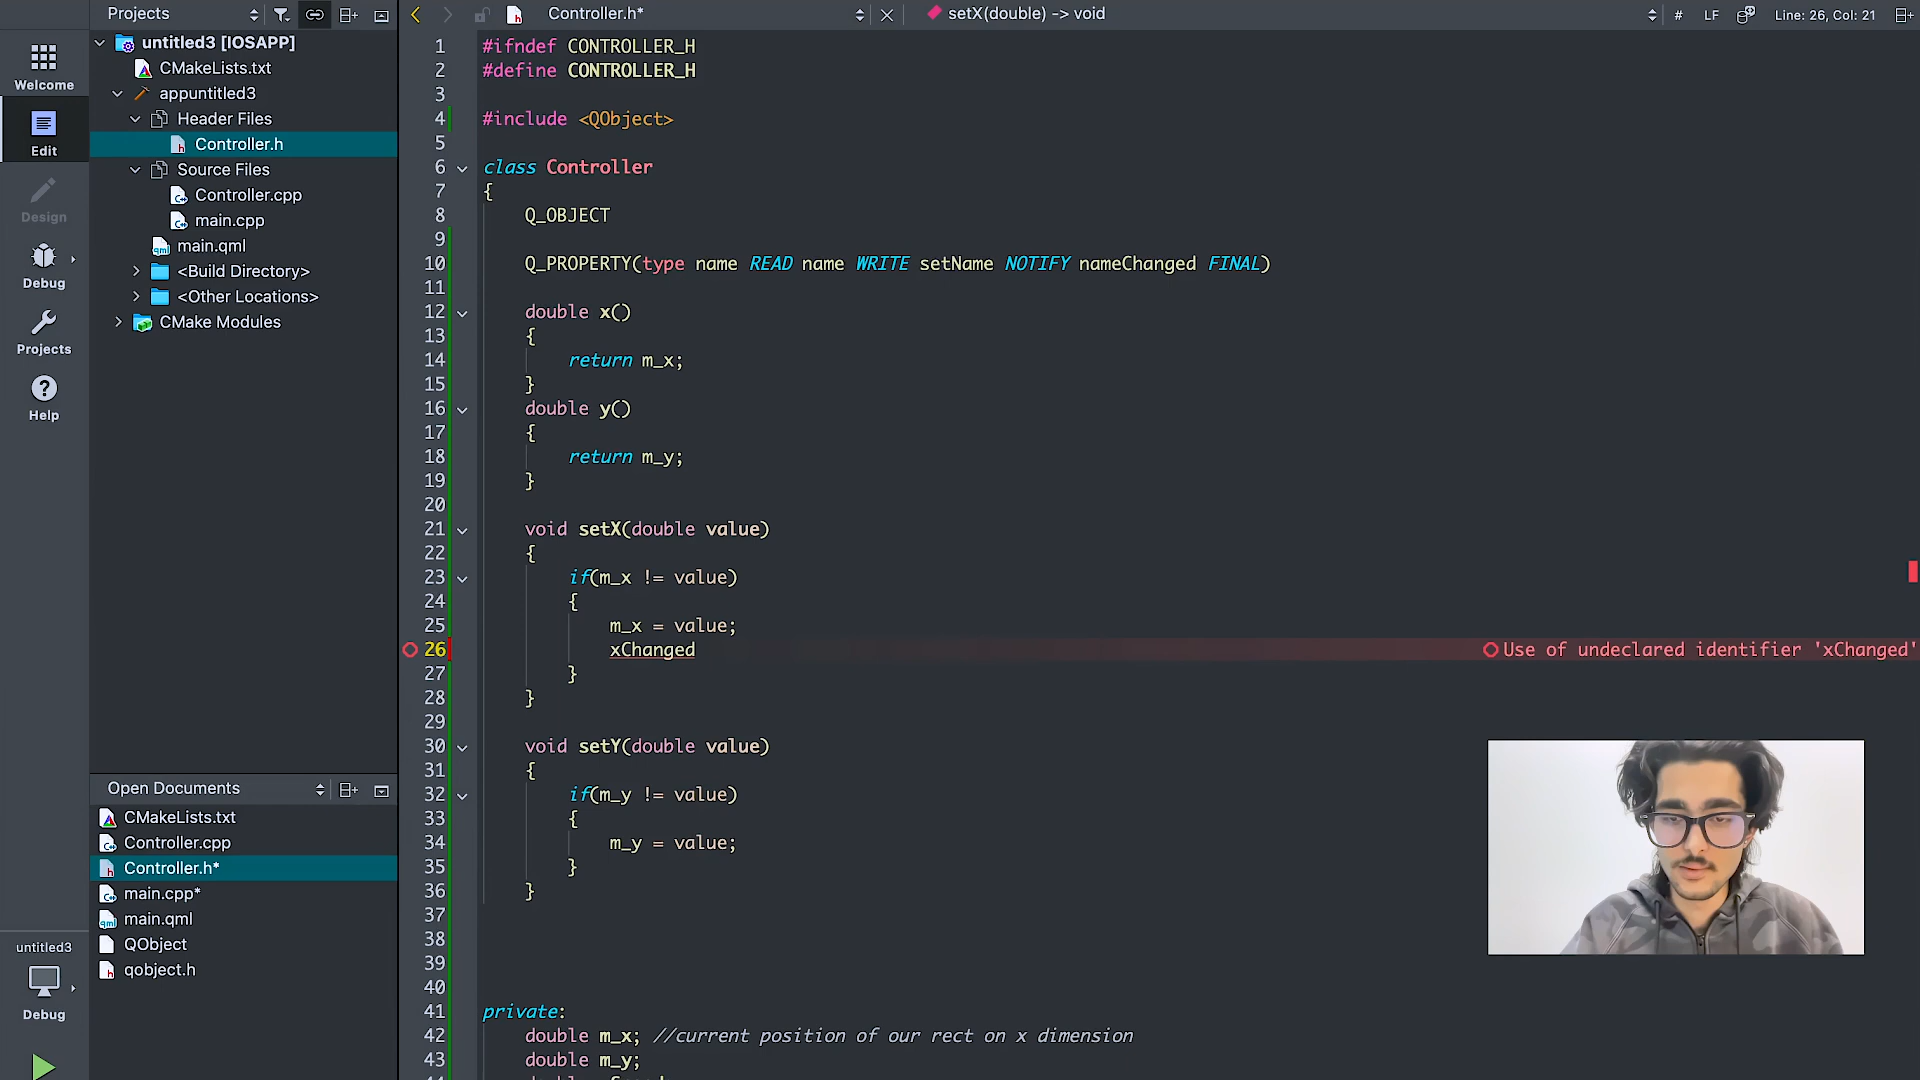 Projects
Controller.h*
setX(double) -> void
#
LF
Line: 26, Col: 21
Welcome
Edit
Design
Debug
Projects
Help
untitled3
Debug
untitled3 [IOSAPP]
CMakeLists.txt
appuntitled3
Header Files
Controller.h
Source Files
Controller.cpp
main.cpp
main.qml
<Build Directory>
<Other Locations>
CMake Modules
Open Documents
CMakeLists.txt
Controller.cpp
Controller.h*
main.cpp*
main.qml
QObject
qobject.h
1 #ifndef CONTROLLER_H
2 #define CONTROLLER_H
3
4 #include <QObject>
5
6 class Controller
7 {
8 Q_OBJECT
9
10 Q_PROPERTY(type name READ name WRITE setName NOTIFY nameChanged FINAL)
11
12 double x()
13 {
14 return m_x;
15 }
16 double y()
17 {
18 return m_y;
19 }
20
21 void setX(double value)
22 {
23 if(m_x != value)
24 {
25 m_x = value;
26 xChanged Use of undeclared identifier 'xChanged'
27 }
28 }
29
30 void setY(double value)
31 {
32 if(m_y != value)
33 {
34 m_y = value;
35 }
36 }
37
38
39
40
41 private:
42 double m_x; //current position of our rect on x dimension
43 double m_y;